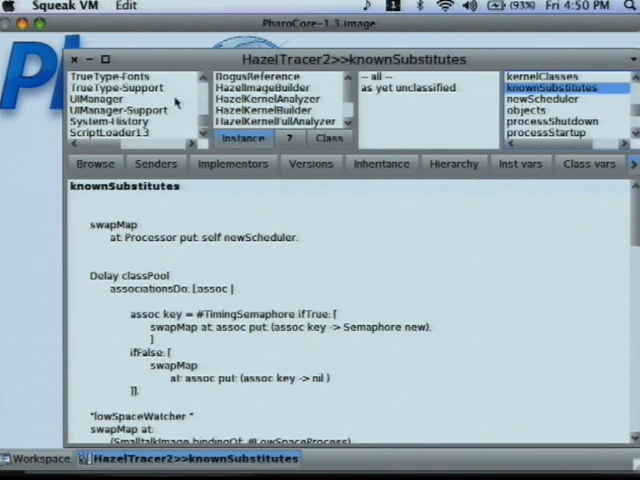 Squeak VM Edit 1 (93%) Fri 4:50 PM
PharoCore-1.3.image
HazelTracer2>>knownSubstitutes
TrueType-Fonts
TrueType-Support
UIManager
UIManager-Support
System-History
ScriptLoader13
BogusReference
HazelImageBuilder
HazelKernelAnalyzer
HazelKernelBuilder
HazelKernelFullAnalyzer
Instance ? Class
-- all --
as yet unclassified
kernelClasses
knownSubstitutes
newScheduler
objects
processShutdown
processStartup
Browse Senders Implementors Versions Inheritance Hierarchy Inst vars Class vars
knownSubstitutes
swapMap
at: Processor put: self newScheduler.
Delay classPool
associationsDo: [:assoc |
assoc key = #TimingSemaphore ifTrue: [
swapMap at: assoc put: (assoc key -> Semaphore new).
]
ifFalse: [
swapMap
at: assoc put: (assoc key -> nil )
]].
"lowSpaceWatcher "
swapMap at:
(SmalltalkImage bindingOf: #LowSpaceProcess)
Workspace HazelTracer2>>knownSubstitutes